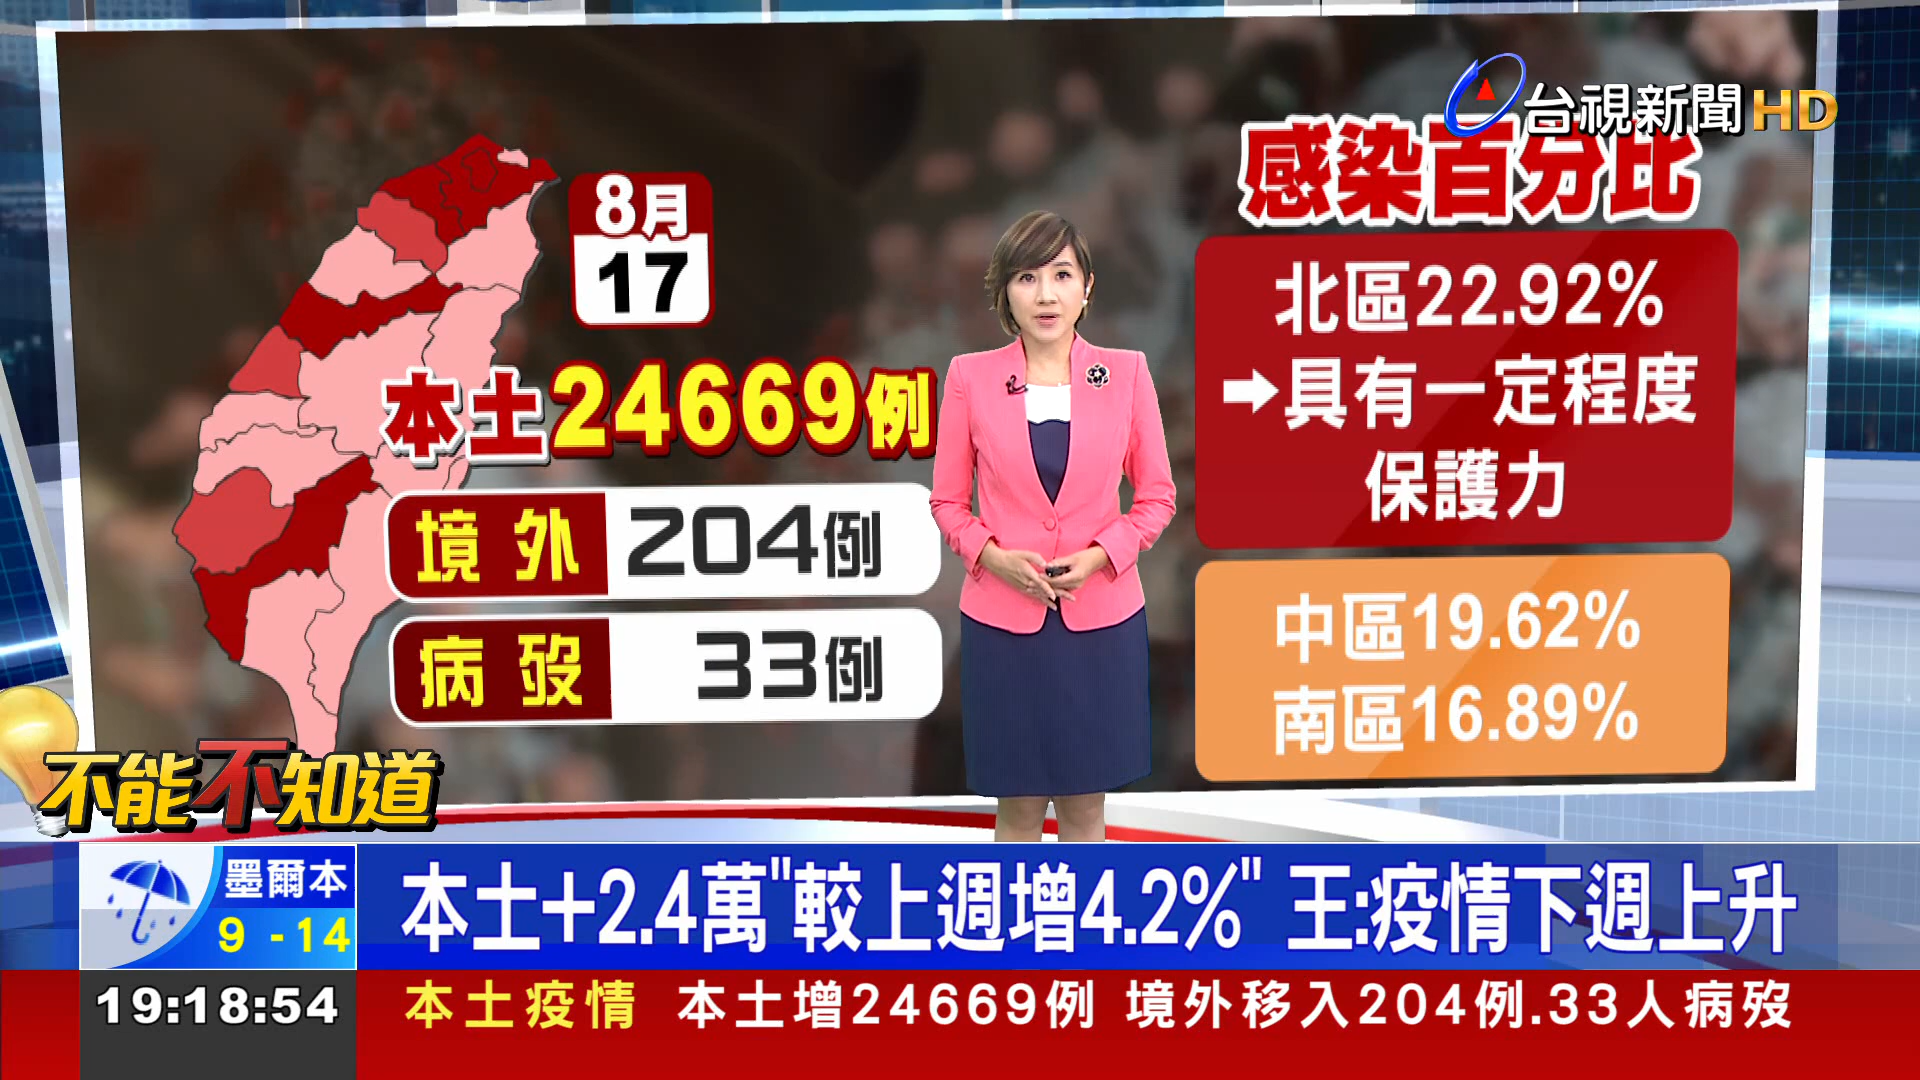 台視新聞HD
8月
17
本土24669例
境外 204例
病歿 33例
感染百分比
北區22.92%
➡具有一定程度
保護力
中區19.62%
南區16.89%
不能不知道
墨爾本
9 -14
本土+2.4萬"較上週增4.2%" 王:疫情下週上升
19:18:54
本土疫情 本土增24669例 境外移入204例.33人病歿